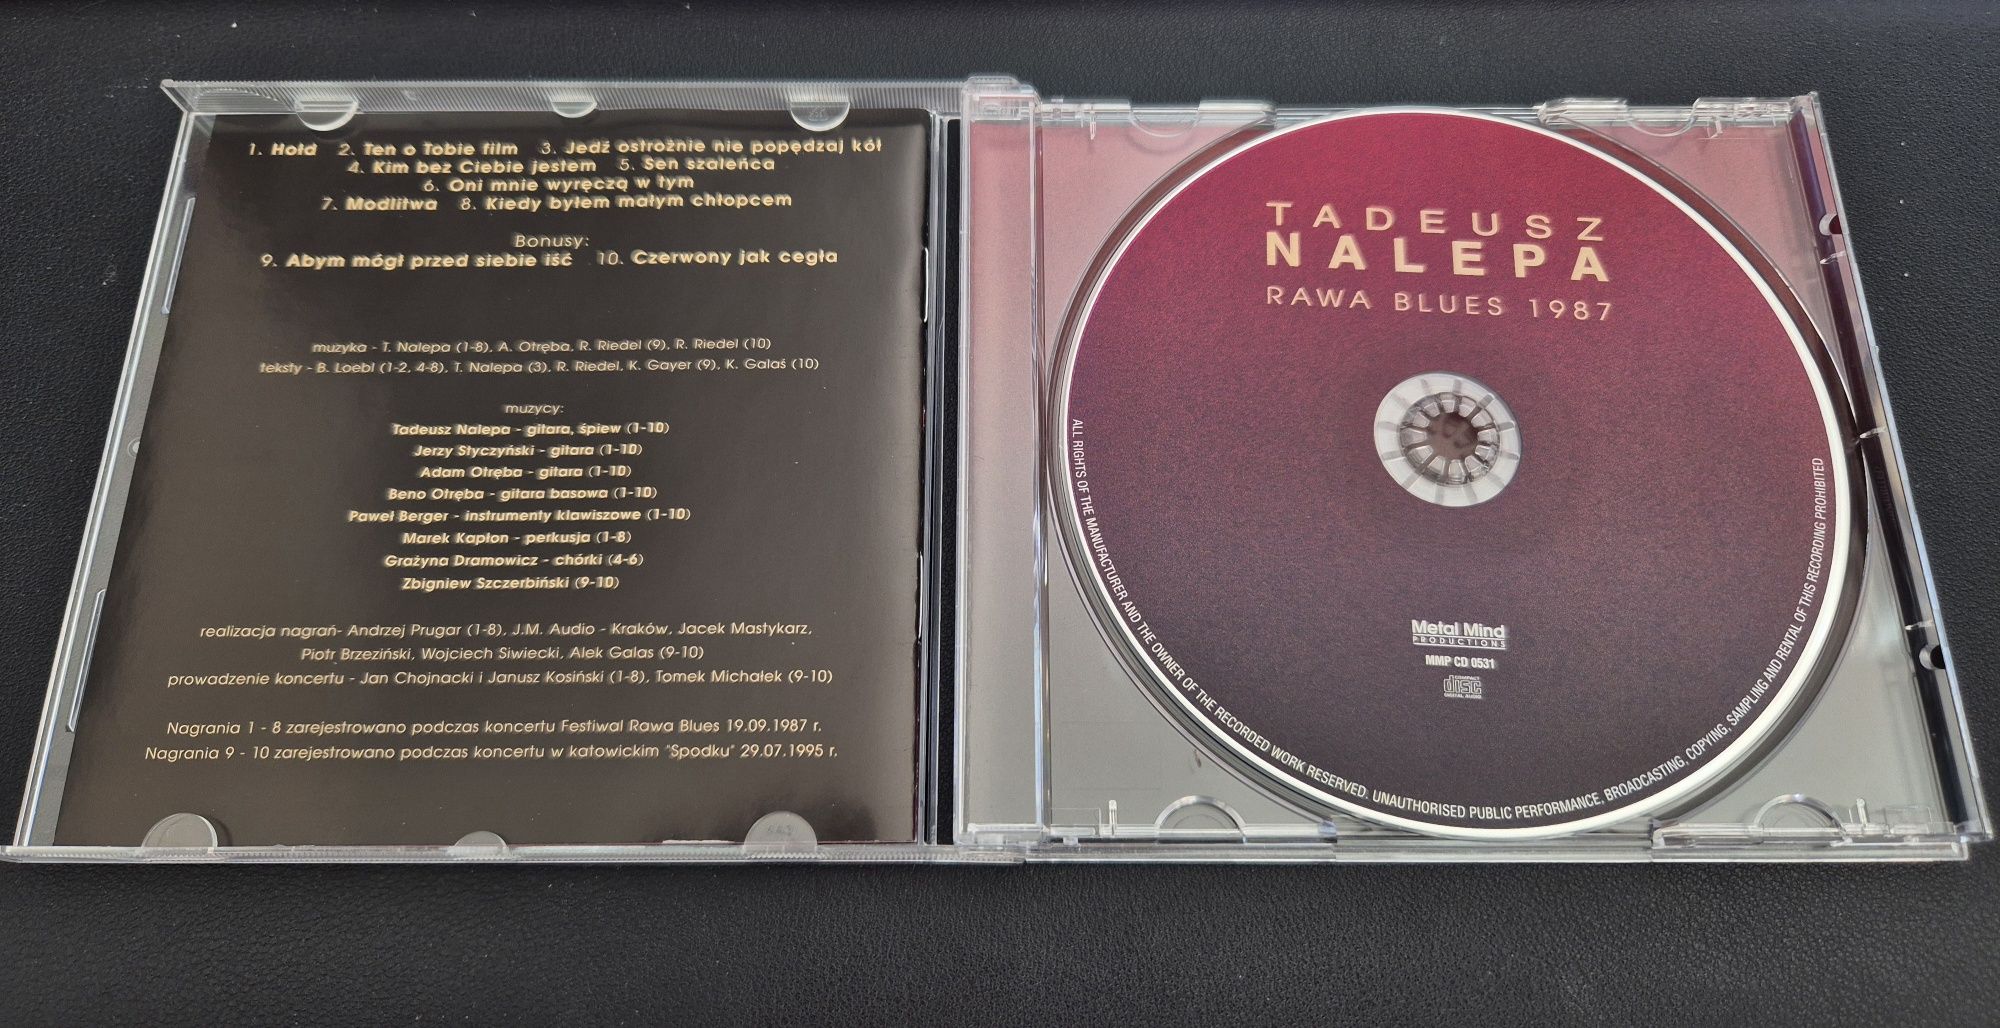 1. Hołd 2. Ten o Tobie film 3. Jedź ostrożnie nie popędzaj kół
4. Kim bez Ciebie jestem 5. Sen szaleńca
6. Oni mnie wyręczą w tym
7. Modlitwa 8. Kiedy byłem małym chłopcem
Bonusy:
9. Abym mógł przed siebie iść 10. Czerwony jak cegła
muzyka - T. Nalepa (1-8), A. Otręba, R. Riedel (9), R. Riedel (10)
teksty - B. Loebl (1-2, 4-8), T. Nalepa (3), R. Riedel, K. Gayer (9), K. Galaś (10)
muzycy:
Tadeusz Nalepa - gitara, śpiew (1-10)
Jerzy Styczyński - gitara (1-10)
Adam Otręba - gitara (1-10)
Beno Otręba - gitara basowa (1-10)
Paweł Berger - instrumenty klawiszowe (1-10)
Marek Kapłon - perkusja (1-8)
Grażyna Dramowicz - chórki (4-6)
Zbigniew Szczerbiński (9-10)
realizacja nagrań- Andrzej Prugar (1-8), J.M. Audio - Kraków, Jacek Mastykarz,
Piotr Brzeziński, Wojciech Siwiecki, Alek Galas (9-10)
prowadzenie koncertu - Jan Chojnacki i Janusz Kosiński (1-8), Tomek Michałek (9-10)
Nagrania 1 - 8 zarejestrowano podczas koncertu Festiwal Rawa Blues 19.09.1987 r.
Nagrania 9 - 10 zarejestrowano podczas koncertu w katowickim "Spodku" 29.07.1995 r.
TADEUSZ
NALEPA
RAWA BLUES 1987
Metal Mind
PRODUCTIONS
MMP CD 0531
COMPACT
disc
DIGITAL AUDIO
ALL RIGHTS OF THE MANUFACTURER AND THE OWNER OF THE RECORDED WORK RESERVED. UNAUTHORISED PUBLIC PERFORMANCE, BROADCASTING, COPYING, SAMPLING AND RENTAL OF THIS RECORDING PROHIBITED